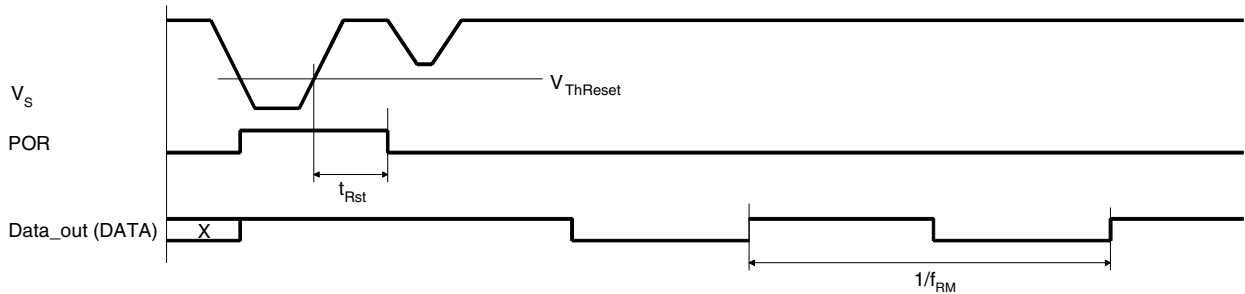 V_ThReset
V_S
POR
t_Rst
Data_out (DATA)
X
1/f_RM